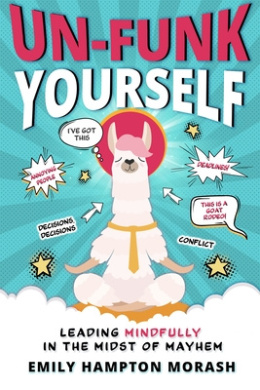 UN-FUNK
YOURSELF
I'VE GOT
THIS
ANNOYING
PEOPLE
DEADLINES!
THIS IS A
GOAT
RODEO!
DECISIONS,
DECISIONS
CONFLICT
LEADING MINDFULLY
IN THE MIDST OF MAYHEM
EMILY HAMPTON MORASH